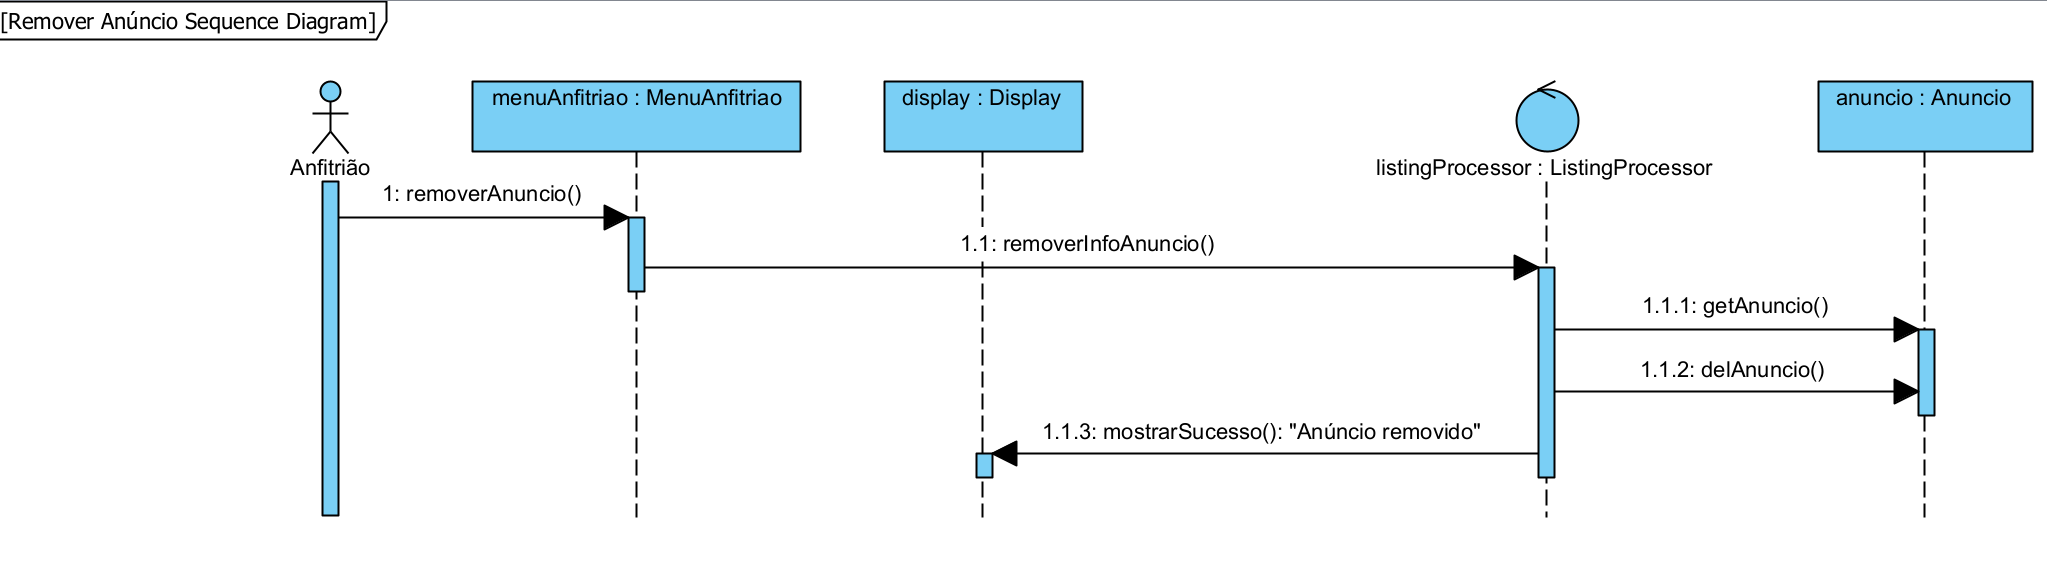 [Remover Anúncio Sequence Diagram]
menuAnfitriao : MenuAnfitriao
display : Display
anuncio : Anuncio
Anfitrião
listingProcessor : ListingProcessor
1: removerAnuncio()
1.1: removerInfoAnuncio()
1.1.1: getAnuncio()
1.1.2: delAnuncio()
1.1.3: mostrarSucesso(): "Anúncio removido"